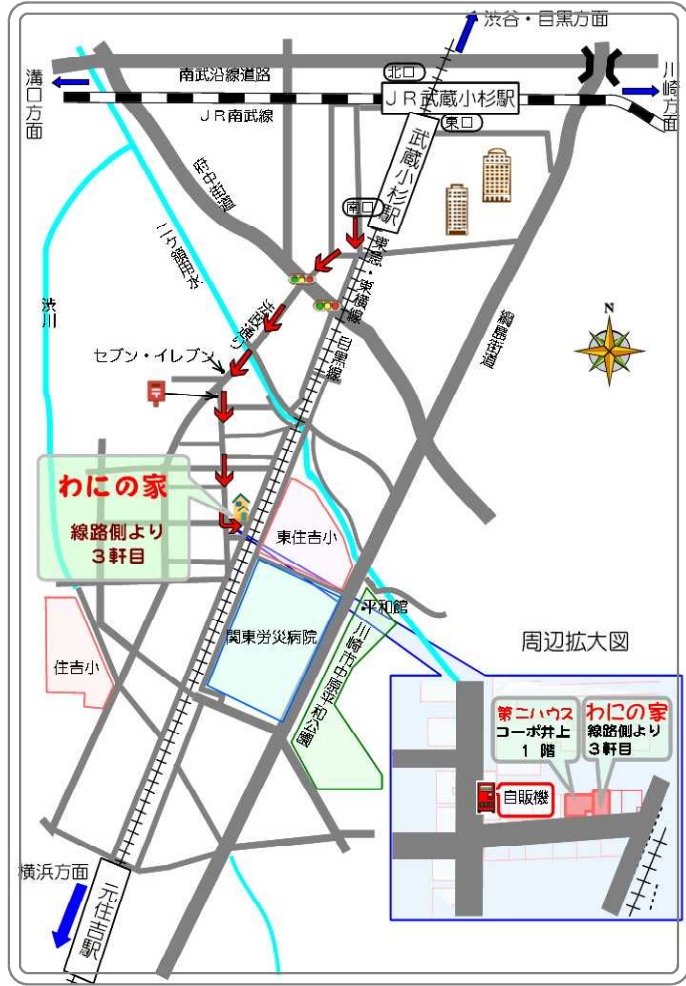 渋谷・目黒方面
溝口方面
南武沿線道路
北口
JR武蔵小杉駅
川崎方面
JR南武線
東口
武蔵小杉駅
府中街道
南口
東急・東横線
二ヶ領用水
渋川
法政通り
目黒線
綱島街道
N
セブン・イレブン
わにの家
線路側より
3軒目
東住吉小
平和館
関東労災病院
川崎市中原平和公園
住吉小
周辺拡大図
第二ハウス
コーポ井上
1 階
わにの家
線路側より
3軒目
自販機
横浜方面
元住吉駅